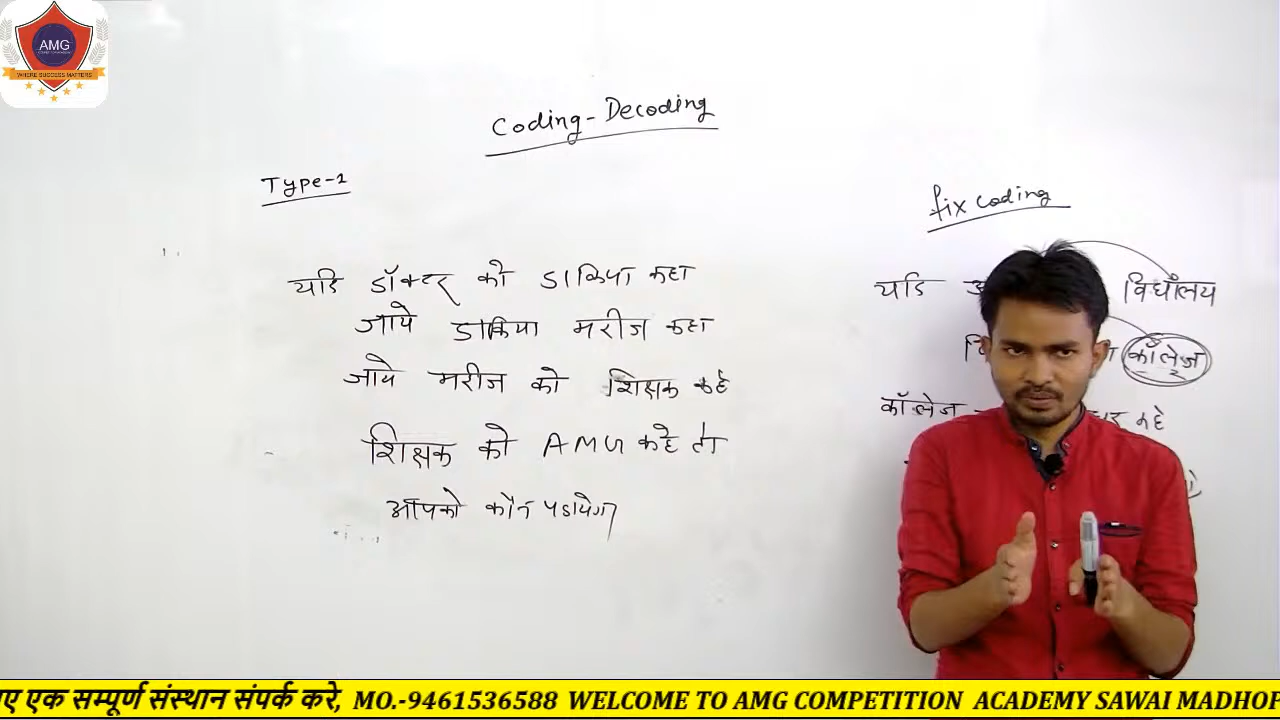 AMG
WHERE SUCCESS MATTERS
Coding-Decoding
Type-1
यदि डॉक्टर को डाकिया कहा
जाये डाकिया मरीज कहा
जाये मरीज को शिक्षक कहे
शिक्षक को AMG कहे तो
आपको कौन पडायेगा
fix coding
यदि विधालय
कॉलेज
कॉलेज कहे
ए एक सम्पूर्ण संस्थान संपर्क करे, MO.-9461536588 WELCOME TO AMG COMPETITION ACADEMY SAWAI MADHOP